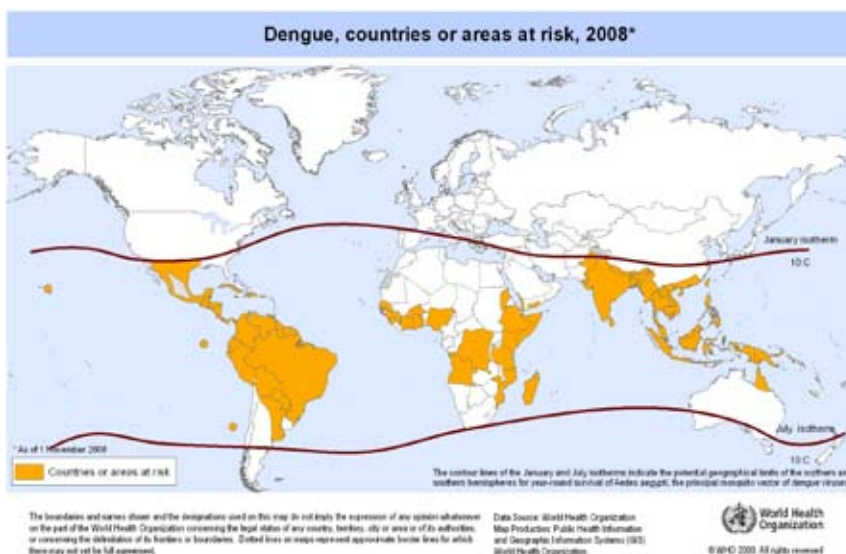 Dengue, countries or areas at risk, 2008*
January isotherm
10.C
July isotherm
10.C
* As of 1 November 2008
Countries or areas at risk
The contour lines of the January and July isotherms indicate the potential geographical limits of the northern and
southern hemispheres for year-round survival of Aedes aegypti, the principal mosquito vector of dengue viruses
The boundaries and names shown and the designations used on this map do not imply the expression of any opinion whatsoever
on the part of the World Health Organization concerning the legal status of any country, territory, city or area or of its authorities,
or concerning the delimitation of its frontiers or boundaries. Dotted lines on maps represent approximate border lines for which
there may not yet be full agreement.
Data Source: World Health Organization
Map Production: Public Health Information
and Geographic Information Systems (GIS)
World Health Organization
World Health
Organization
© WHO 2008. All rights reserved